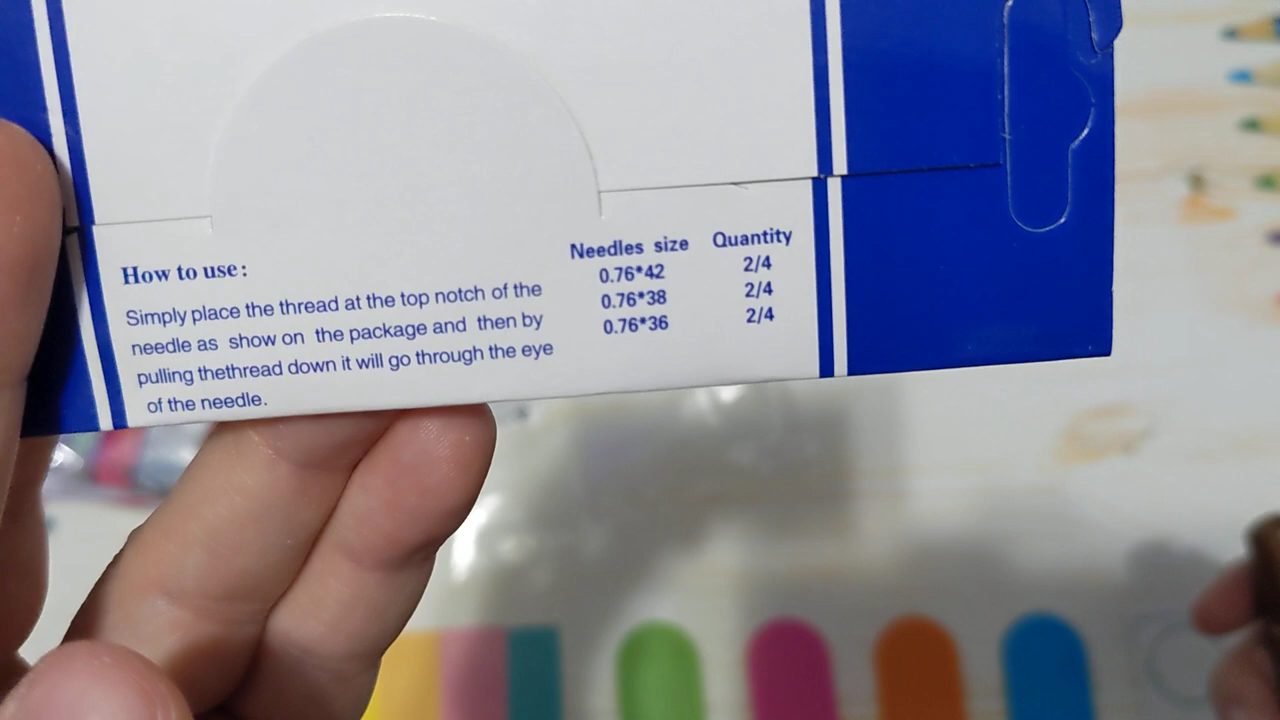 How to use:
Simply place the thread at the top notch of the
needle as show on the package and then by
pulling thethread down it will go through the eye
of the needle.
Needles size Quantity
0.76*42 2/4
0.76*38 2/4
0.76*36 2/4